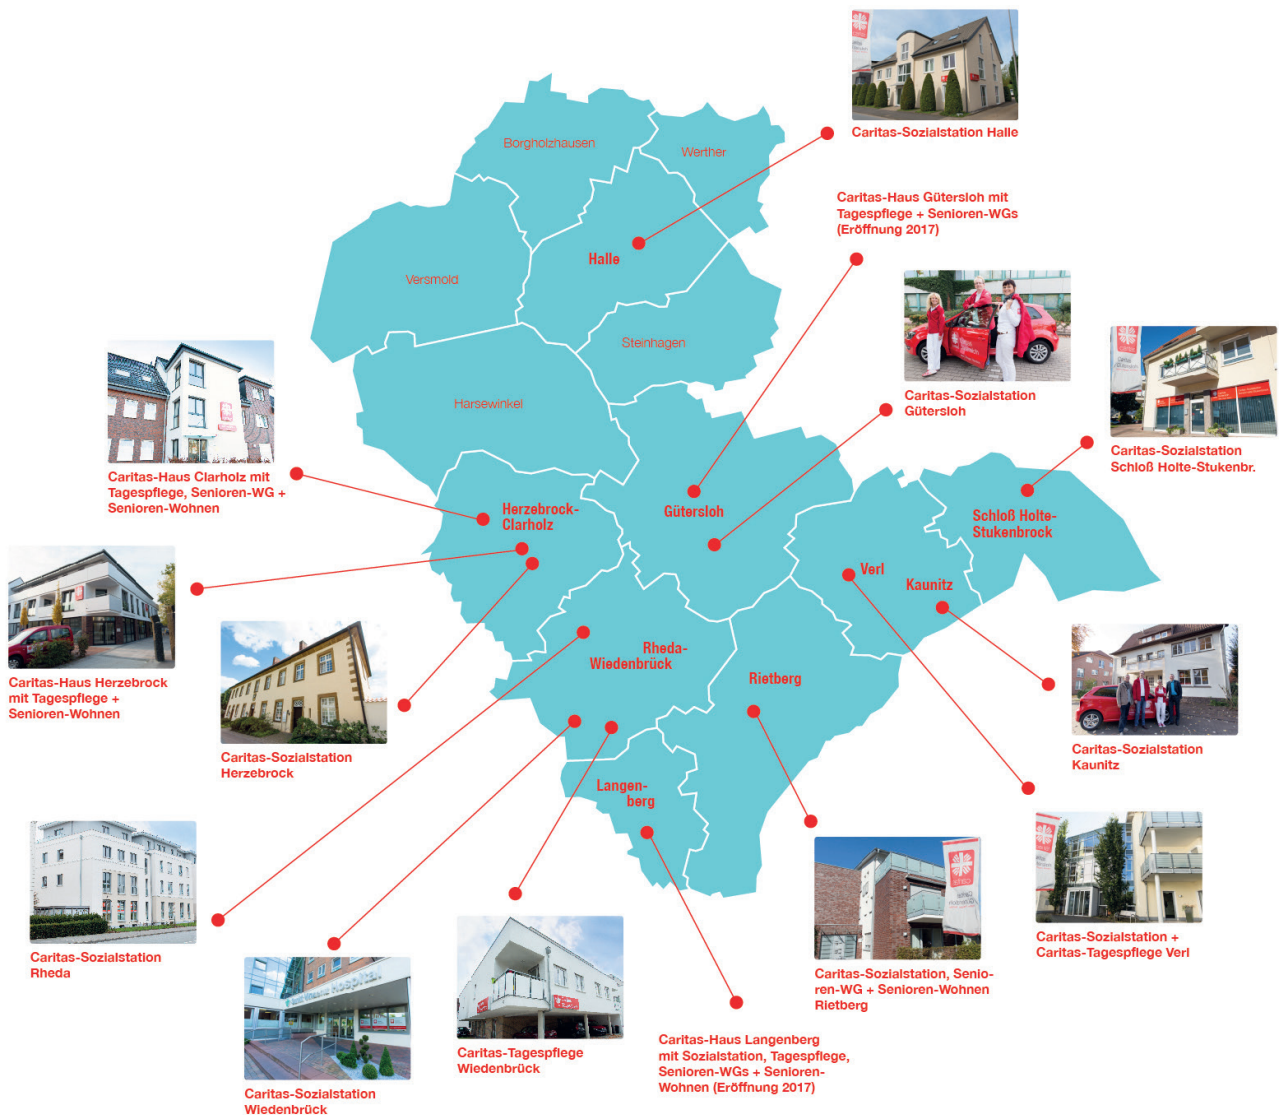 Caritas-Sozialstation Halle
Borgholzhausen
Werther
Caritas-Haus Gütersloh mit
Tagespflege + Senioren-WGs
(Eröffnung 2017)
Halle
Versmold
Steinhagen
Harsewinkel
Caritas-Sozialstation
Gütersloh
Caritas-Sozialstation
Schloß Holte-Stukenbr.
Caritas-Haus Clarholz mit
Tagespflege, Senioren-WG +
Senioren-Wohnen
Herzebrock-
Clarholz
Gütersloh
Schloß Holte-
Stukenbrock
Verl
Kaunitz
Caritas-Haus Herzebrock
mit Tagespflege +
Senioren-Wohnen
Rheda-
Wiedenbrück
Rietberg
Caritas-Sozialstation
Herzebrock
Caritas-Sozialstation
Kaunitz
Langen-
berg
Caritas-Sozialstation
Rheda
Hospital
Caritas-Sozialstation
Wiedenbrück
Caritas-Tagespflege
Wiedenbrück
Caritas-Haus Langenberg
mit Sozialstation, Tagespflege,
Senioren-WGs + Senioren-
Wohnen (Eröffnung 2017)
Caritas-Sozialstation, Senio-
ren-WG + Senioren-Wohnen
Rietberg
Caritas-Sozialstation +
Caritas-Tagespflege Verl